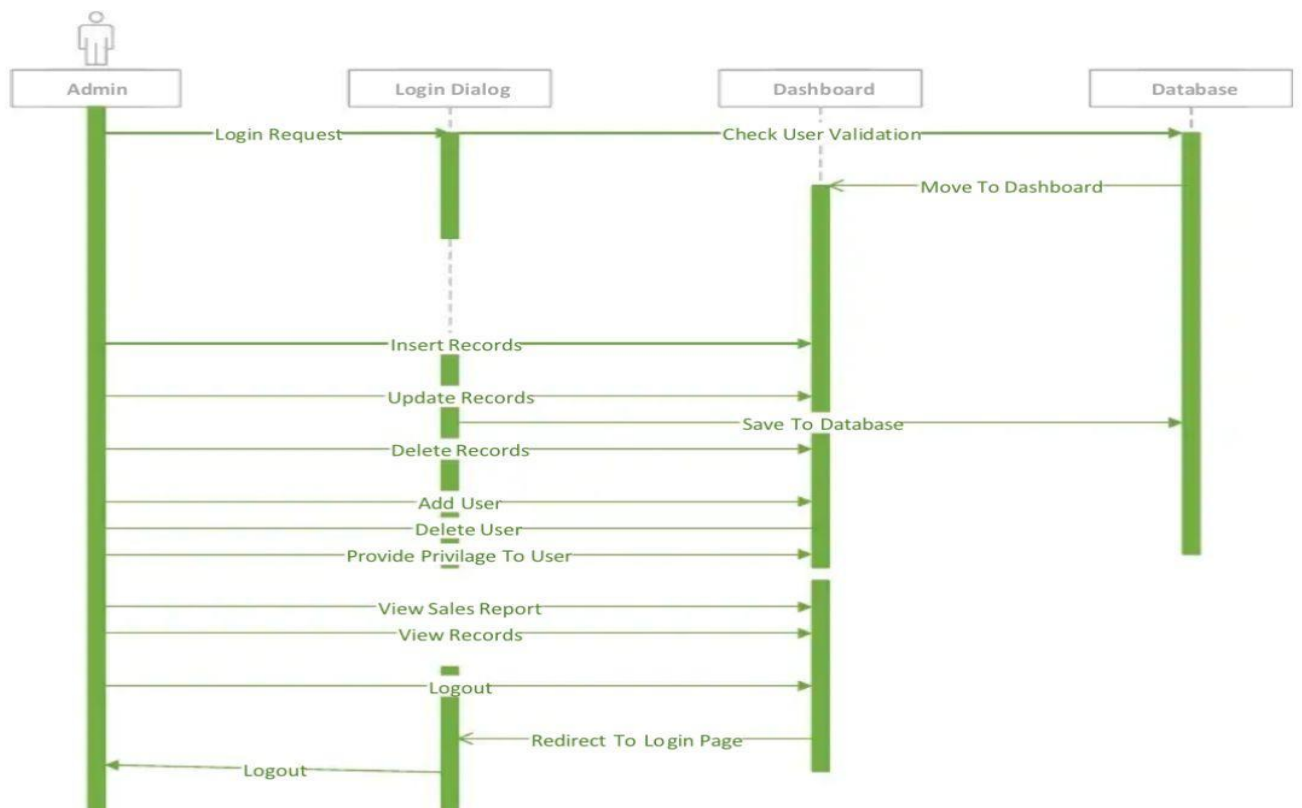 Admin
Login Dialog
Dashboard
Database
Login Request
Check User Validation
Move To Dashboard
Insert Records
Update Records
Save To Database
Delete Records
Add User
Delete User
Provide Privilage To User
View Sales Report
View Records
Logout
Redirect To Login Page
Logout